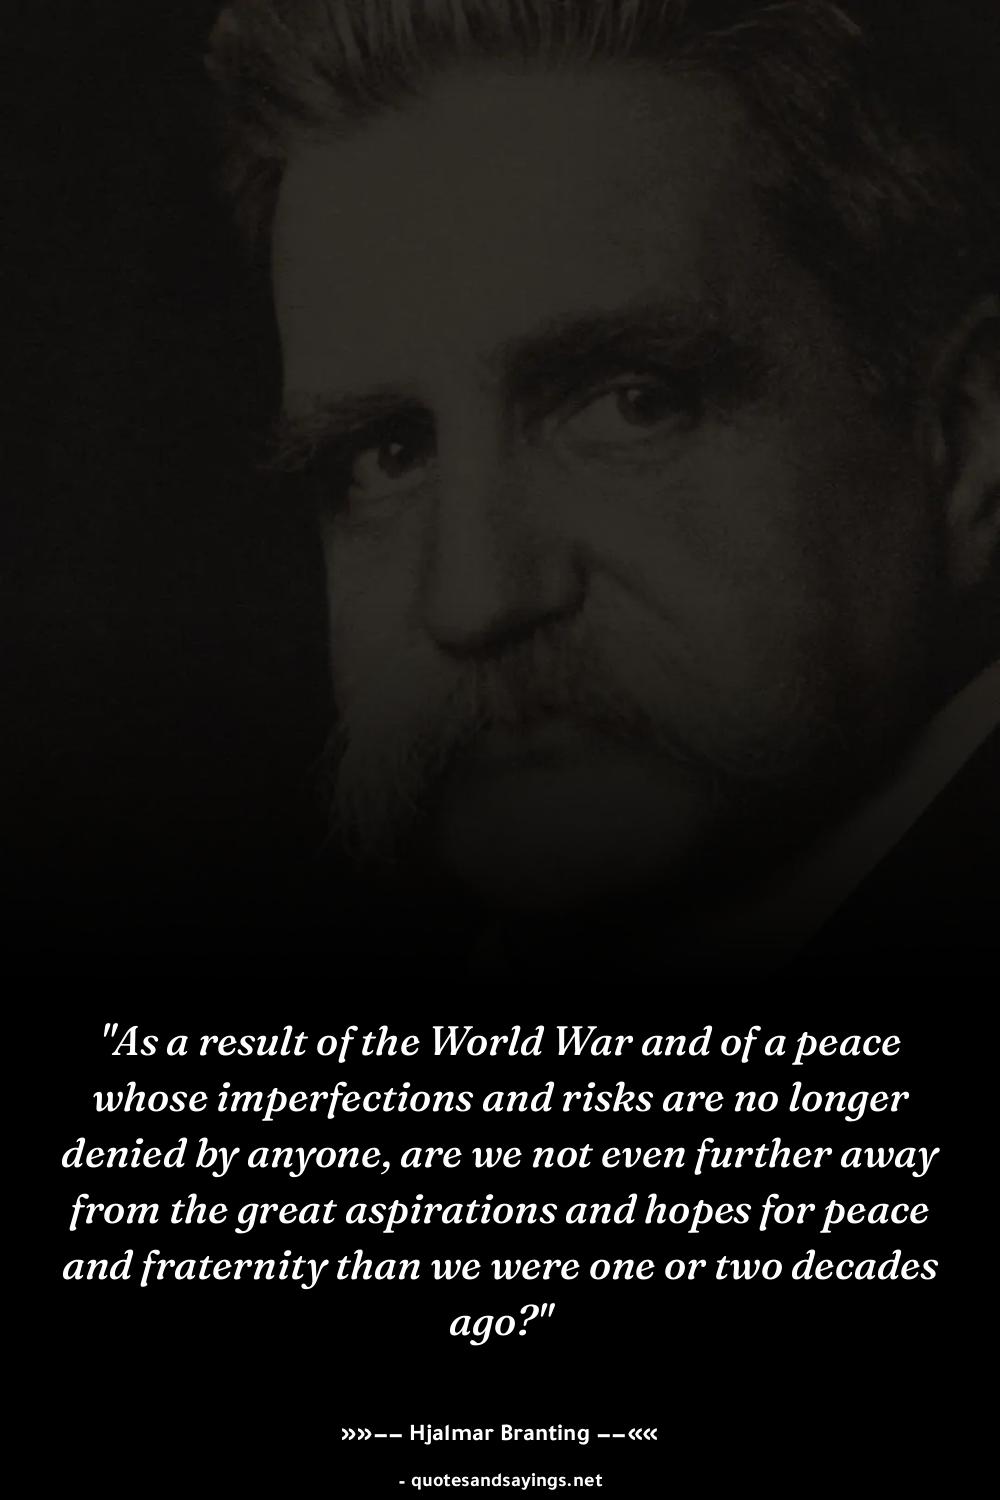 "As a result of the World War and of a peace
whose imperfections and risks are no longer
denied by anyone, are we not even further away
from the great aspirations and hopes for peace
and fraternity than we were one or two decades
ago?"
»»–– Hjalmar Branting ––««
- quotesandsayings.net